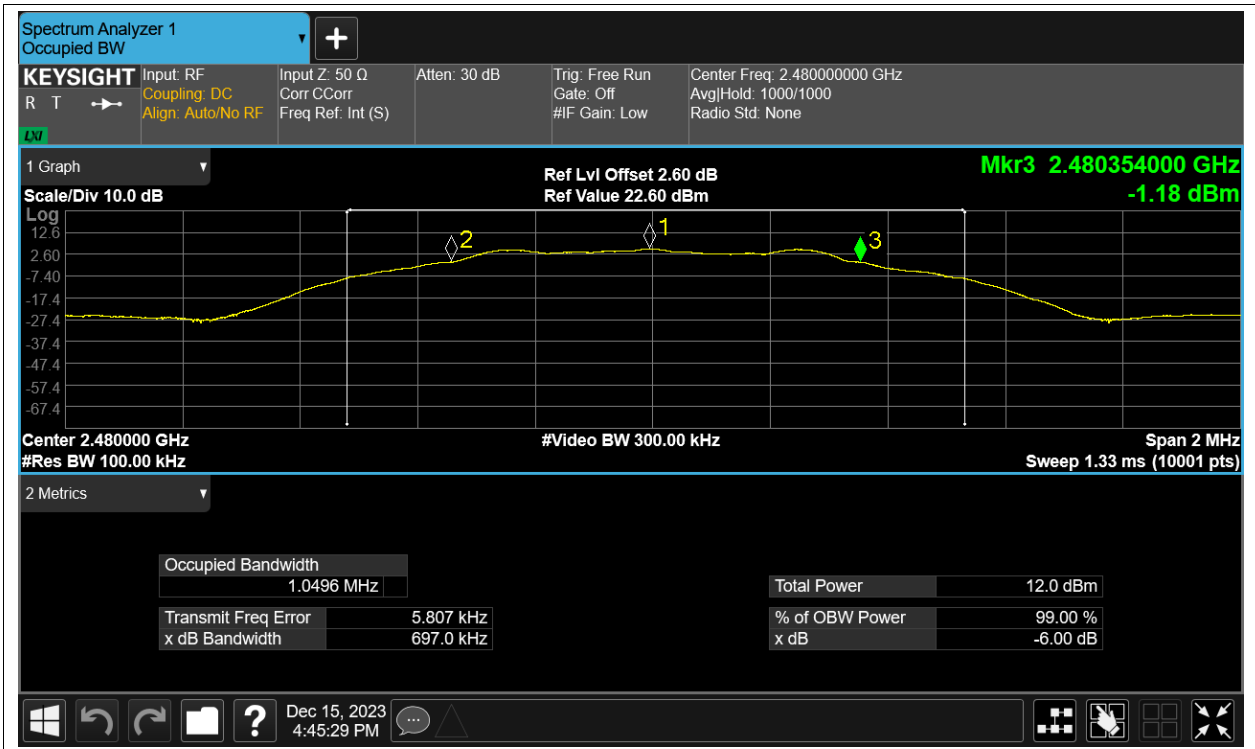 Spectrum Analyzer 1
Occupied BW
KEYSIGHT Input: RF Input Z: 50 Ω Atten: 30 dB Trig: Free Run Center Freq: 2.480000000 GHz
R T Coupling: DC Corr CCorr Gate: Off Avg|Hold: 1000/1000
Align: Auto/No RF Freq Ref: Int (S) #IF Gain: Low Radio Std: None
LXI
1 Graph Ref Lvl Offset 2.60 dB Mkr3 2.480354000 GHz
Scale/Div 10.0 dB Ref Value 22.60 dBm -1.18 dBm
Log
12.6
2.60
-7.40
-17.4
-27.4
-37.4
-47.4
-57.4
-67.4
2 1 3
Center 2.480000 GHz #Video BW 300.00 kHz Span 2 MHz
#Res BW 100.00 kHz Sweep 1.33 ms (10001 pts)
2 Metrics
Occupied Bandwidth
1.0496 MHz Total Power 12.0 dBm
Transmit Freq Error 5.807 kHz % of OBW Power 99.00 %
x dB Bandwidth 697.0 kHz x dB -6.00 dB
Dec 15, 2023
4:45:29 PM